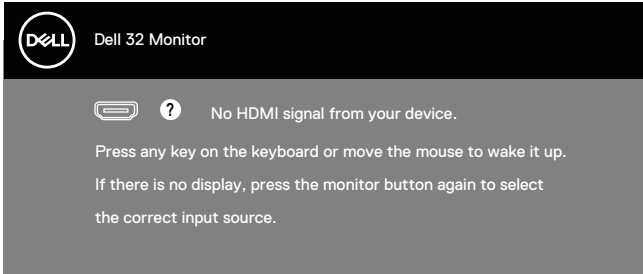 DELL
Dell 32 Monitor
? No HDMI signal from your device.
Press any key on the keyboard or move the mouse to wake it up.
If there is no display, press the monitor button again to select
the correct input source.